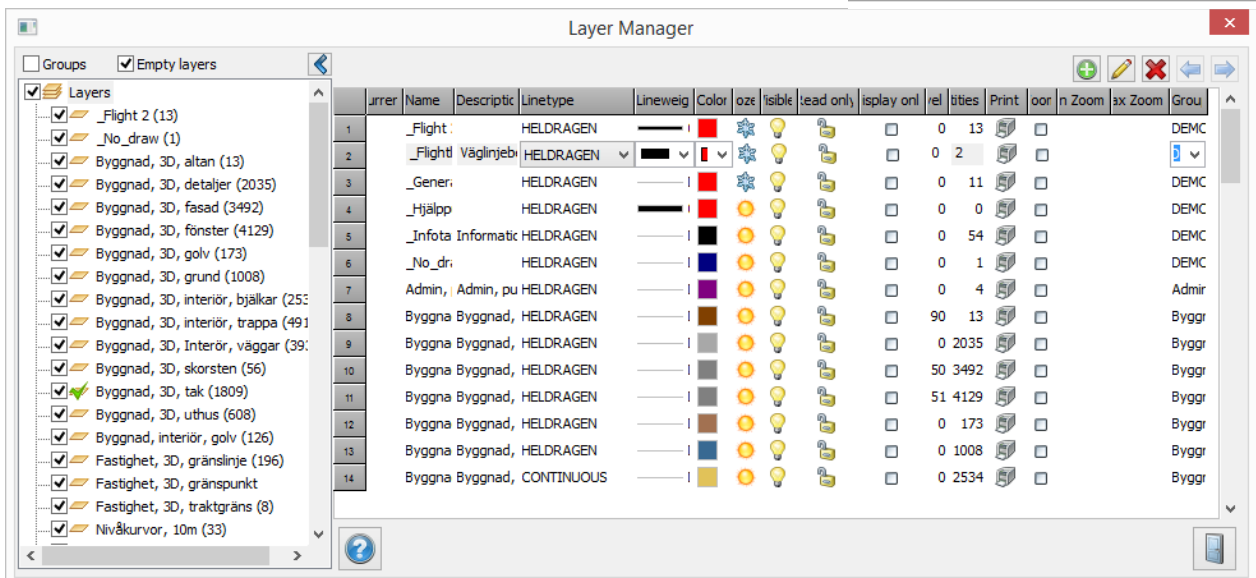 Layer Manager
Groups Empty layers
Layers
_Flight 2 (13)
_No_draw (1)
Byggnad, 3D, altan (13)
Byggnad, 3D, detaljer (2035)
Byggnad, 3D, fasad (3492)
Byggnad, 3D, fönster (4129)
Byggnad, 3D, golv (173)
Byggnad, 3D, grund (1008)
Byggnad, 3D, interiör, bjälkar (253
Byggnad, 3D, interiör, trappa (491
Byggnad, 3D, Interör, väggar (393
Byggnad, 3D, skorsten (56)
Byggnad, 3D, tak (1809)
Byggnad, 3D, uthus (608)
Byggnad, interiör, golv (126)
Fastighet, 3D, gränslinje (196)
Fastighet, 3D, gränspunkt
Fastighet, 3D, traktgräns (8)
Nivåkurvor, 10m (33)
urrer Name Descriptic Linetype Lineweig Color oze Visible Read only isplay onl vel tities Print oor n Zoom ax Zoom Grou
1 _Flight HELDRAGEN 0 13 DEMC
2 _Flight Väglinjeb HELDRAGEN 0 2
3 _Genera HELDRAGEN 0 11 DEMC
4 _Hjälpp HELDRAGEN 0 0 DEMC
5 _Infota Informatic HELDRAGEN 0 54 DEMC
6 _No_dra HELDRAGEN 0 1 DEMC
7 Admin, Admin, pu HELDRAGEN 0 4 Admir
8 Byggna Byggnad, HELDRAGEN 90 13 Byggr
9 Byggna Byggnad, HELDRAGEN 0 2035 Byggr
10 Byggna Byggnad, HELDRAGEN 50 3492 Byggr
11 Byggna Byggnad, HELDRAGEN 51 4129 Byggr
12 Byggna Byggnad, HELDRAGEN 0 173 Byggr
13 Byggna Byggnad, HELDRAGEN 0 1008 Byggr
14 Byggna Byggnad, CONTINUOUS 0 2534 Byggr